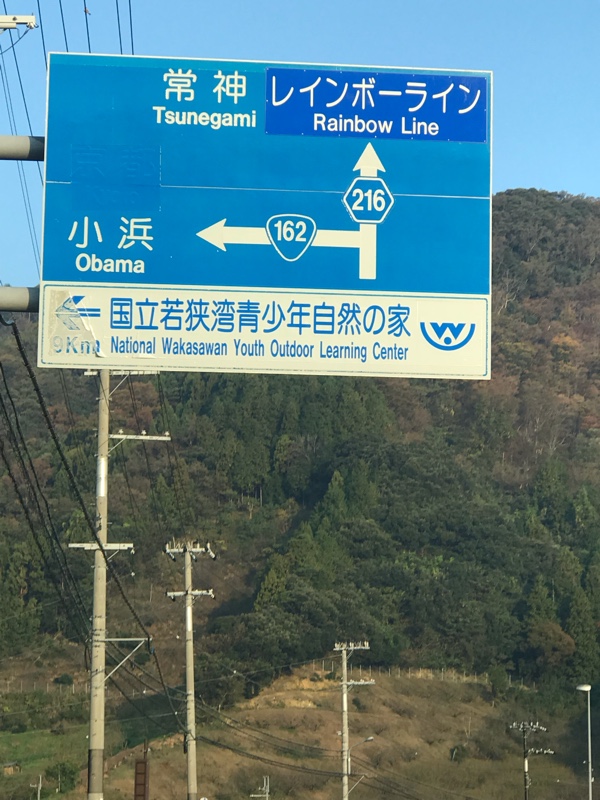 常神
Tsunegami
レインボーライン
Rainbow Line
216
小浜
Obama
162
国立若狭湾青少年自然の家
9Km National Wakasawan Youth Outdoor Learning Center